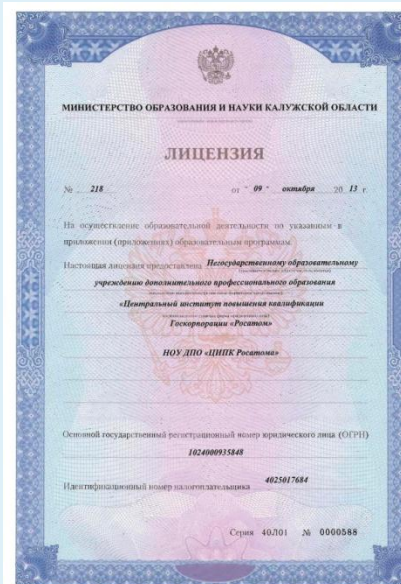 МИНИСТЕРСТВО ОБРАЗОВАНИЯ И НАУКИ КАЛУЖСКОЙ ОБЛАСТИ
ЛИЦЕНЗИЯ
№ 218 от " 09 " октября 20 13 г.
На осуществление образовательной деятельности по указанным в
приложении (приложениях) образовательным программам.
Настоящая лицензия предоставлена Негосударственному образовательному
учреждению дополнительного профессионального образования
«Центральный институт повышения квалификации
Госкорпорации «Росатом»
НОУ ДПО «ЦИПК Росатома»
Основной государственный регистрационный номер юридического лица (ОГРН)
1024000935848
Идентификационный номер налогоплательщика 4025017684
Серия 40Л01 № 0000588